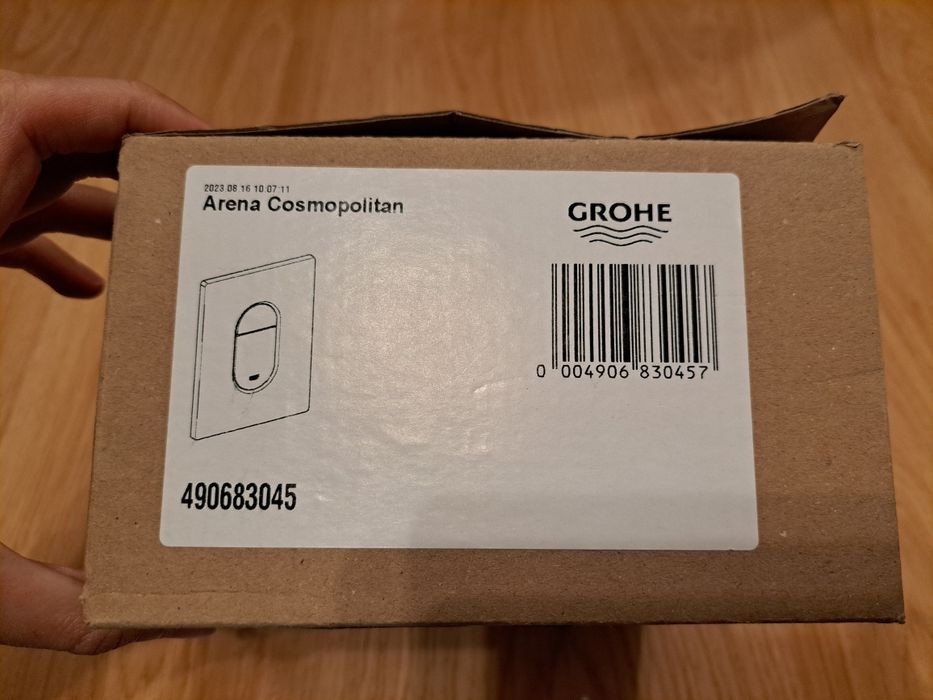 2023 08 16 10:07:11
Arena Cosmopolitan
GROHE
0 004906 830457
490683045